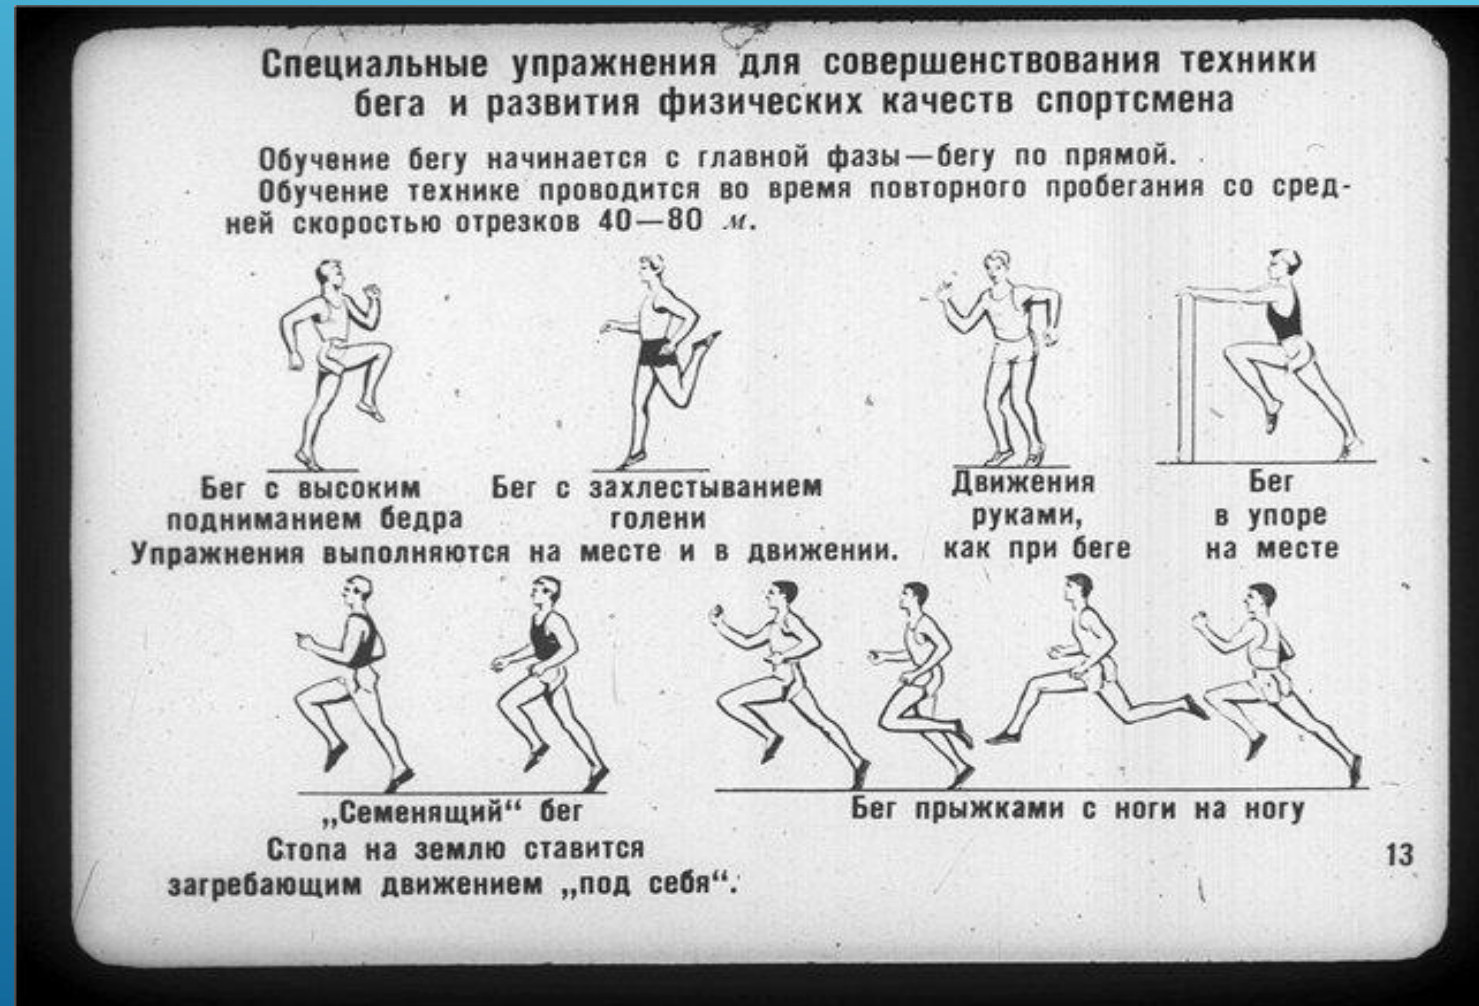 Специальные упражнения для совершенствования техники
бега и развития физических качеств спортсмена
Обучение бегу начинается с главной фазы—бегу по прямой.
Обучение технике проводится во время повторного пробегания со сред-
ней скоростью отрезков 40—80 м.
Бег с высоким
подниманием бедра
Бег с захлестыванием
голени
Упражнения выполняются на месте и в движении.
Движения
руками,
как при беге
Бег
в упоре
на месте
„Семенящий“ бег
Стопа на землю ставится
загребающим движением „под себя“.
Бег прыжками с ноги на ногу
13